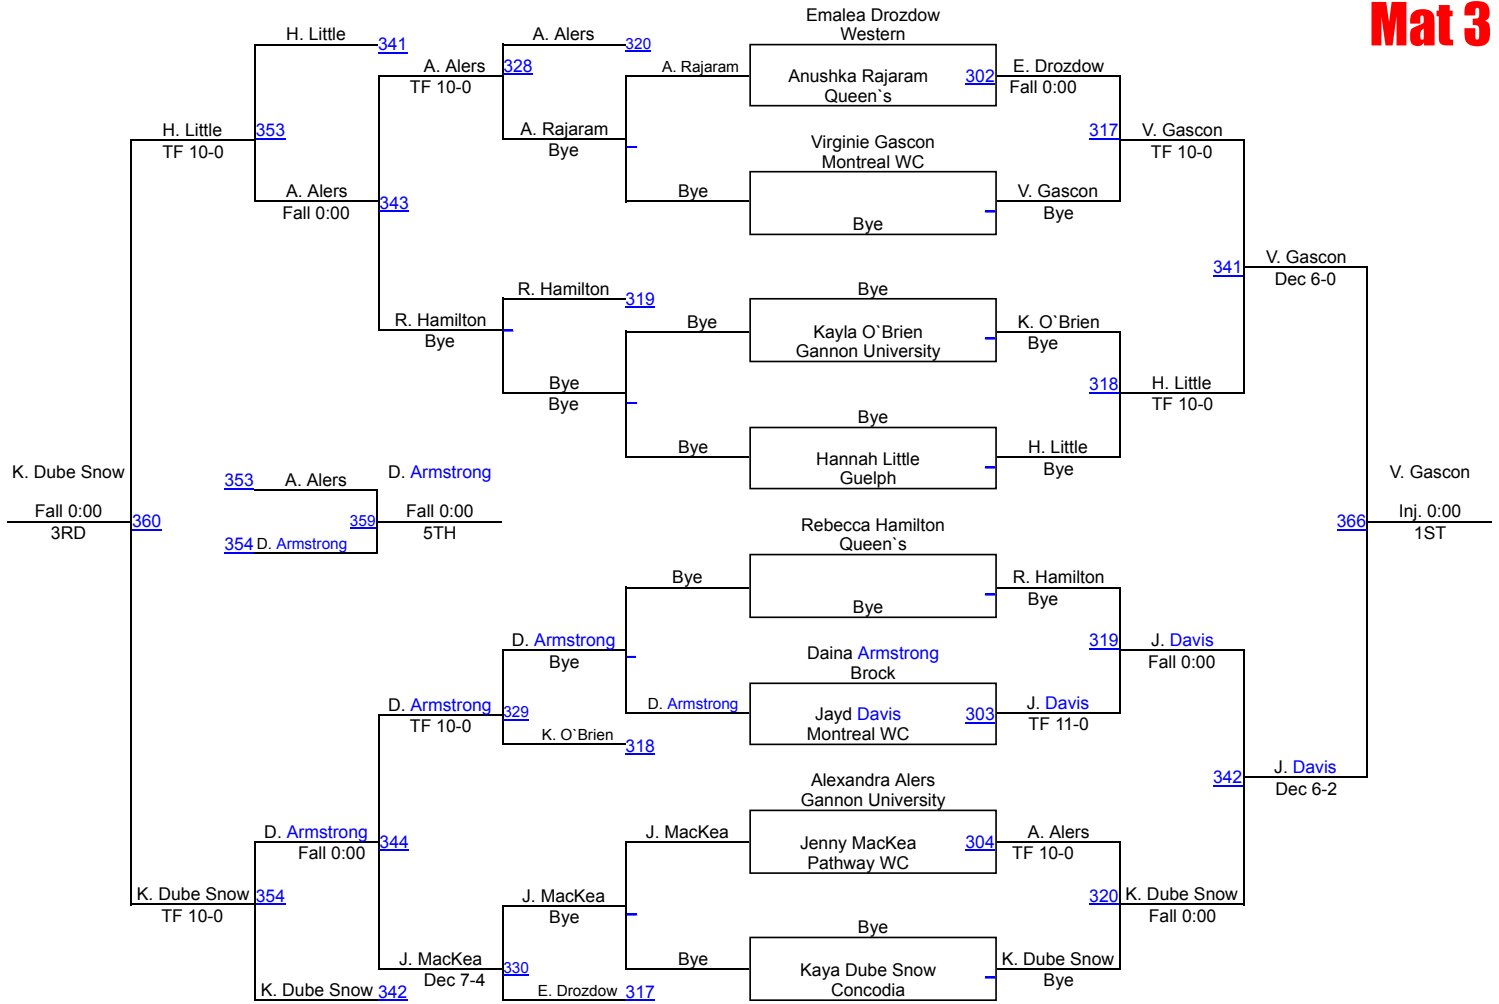 Mat 3
Emalea Drozdow
Western
H. Little
341
A. Alers
320
A. Alers
328
A. Rajaram
Anushka Rajaram
302
E. Drozdow
TF 10-0
Queen`s
Fall 0:00
H. Little
353
A. Rajaram
Virginie Gascon
317
V. Gascon
TF 10-0
Bye
Montreal WC
TF 10-0
A. Alers
343
Bye
V. Gascon
Fall 0:00
Bye
Bye
V. Gascon
341
Dec 6-0
R. Hamilton
319
Bye
R. Hamilton
Bye
Kayla O`Brien
K. O`Brien
Bye
Gannon University
Bye
Bye
318
H. Little
Bye
TF 10-0
Bye
Bye
Hannah Little
H. Little
Guelph
Bye
K. Dube Snow
353
A. Alers
D. Armstrong
V. Gascon
Fall 0:00
360
359
Fall 0:00
366
Inj. 0:00
3RD
354
D. Armstrong
5TH
1ST
Rebecca Hamilton
Queen`s
Bye
R. Hamilton
Bye
Bye
D. Armstrong
Daina Armstrong
319
J. Davis
Bye
Brock
Fall 0:00
D. Armstrong
329
D. Armstrong
Jayd Davis
303
J. Davis
TF 10-0
Montreal WC
TF 11-0
K. O`Brien
318
342
J. Davis
Dec 6-2
Alexandra Alers
Gannon University
D. Armstrong
344
J. MacKea
Jenny MacKea
304
A. Alers
Fall 0:00
Pathway WC
TF 10-0
K. Dube Snow
354
J. MacKea
320
K. Dube Snow
TF 10-0
Bye
Bye
Fall 0:00
J. MacKea
330
Bye
Kaya Dube Snow
K. Dube Snow
Dec 7-4
Concodia
Bye
K. Dube Snow
342
E. Drozdow
317